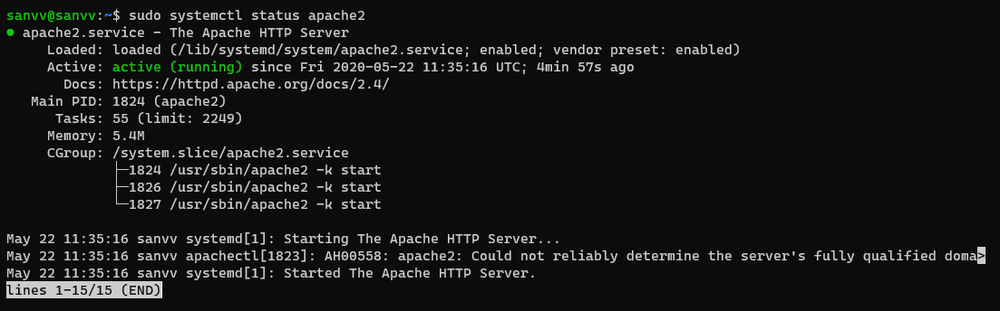 sanvv@sanvv:~$ sudo systemctl status apache2
● apache2.service - The Apache HTTP Server
     Loaded: loaded (/lib/systemd/system/apache2.service; enabled; vendor preset: enabled)
     Active: active (running) since Fri 2020-05-22 11:35:16 UTC; 4min 57s ago
       Docs: https://httpd.apache.org/docs/2.4/
   Main PID: 1824 (apache2)
      Tasks: 55 (limit: 2249)
     Memory: 5.4M
     CGroup: /system.slice/apache2.service
             ├─1824 /usr/sbin/apache2 -k start
             ├─1826 /usr/sbin/apache2 -k start
             └─1827 /usr/sbin/apache2 -k start

May 22 11:35:16 sanvv systemd[1]: Starting The Apache HTTP Server...
May 22 11:35:16 sanvv apachectl[1823]: AH00558: apache2: Could not reliably determine the server's fully qualified doma>
May 22 11:35:16 sanvv systemd[1]: Started The Apache HTTP Server.
lines 1-15/15 (END)